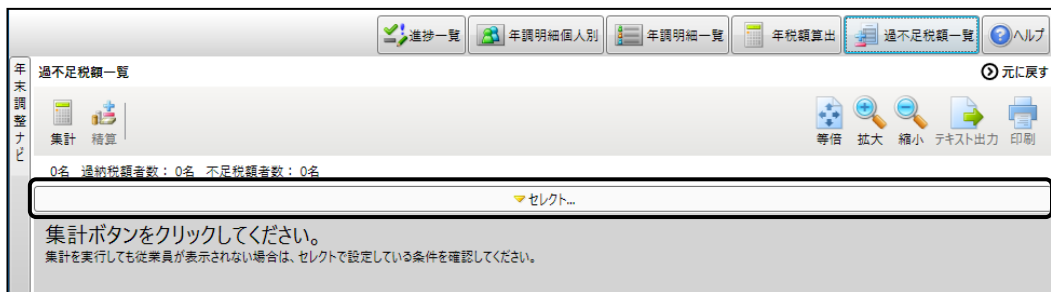 進捗一覧 年調明細個人別 年調明細一覧 年税額算出 過不足税額一覧 ヘルプ
年末調整ナビ
過不足税額一覧 元に戻す
集計 精算 等倍 拡大 縮小 テキスト出力 印刷
0名 過納税額者数： 0名 不足税額者数： 0名
セレクト...
集計ボタンをクリックしてください。
集計を実行しても従業員が表示されない場合は、セレクトで設定している条件を確認してください。